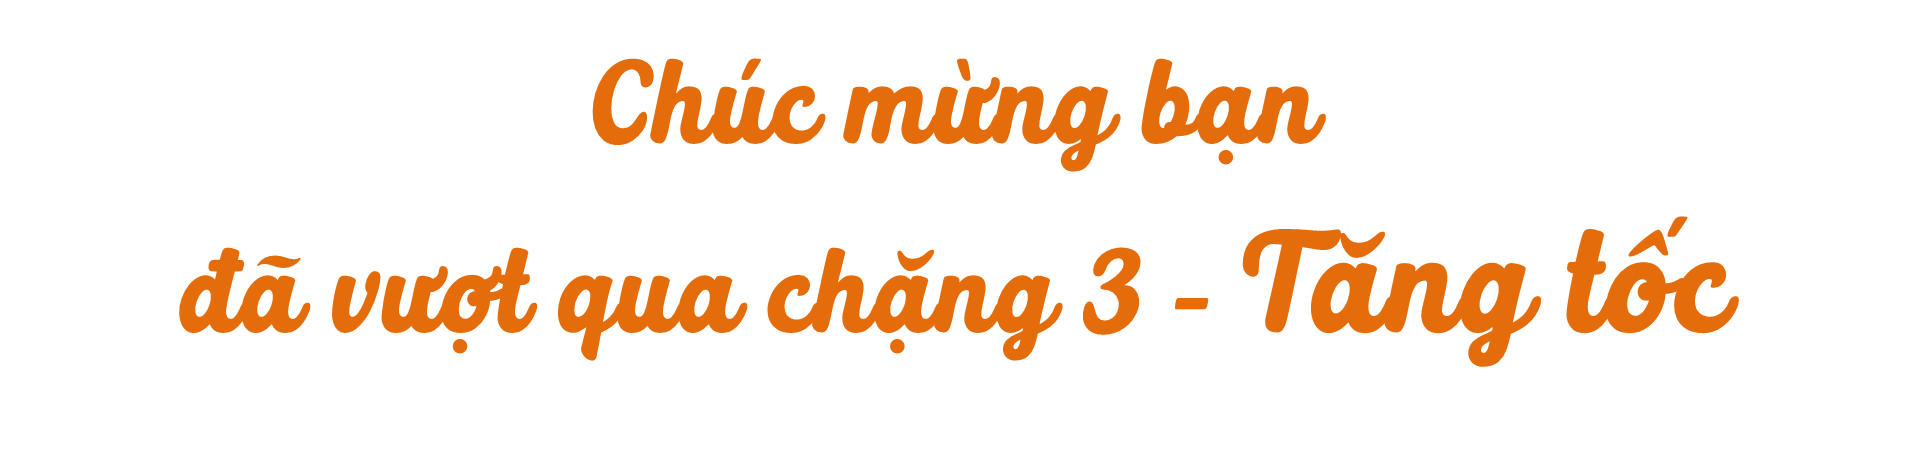 Chúc mừng bạn
đã vượt qua chặng 3 - Tăng tốc